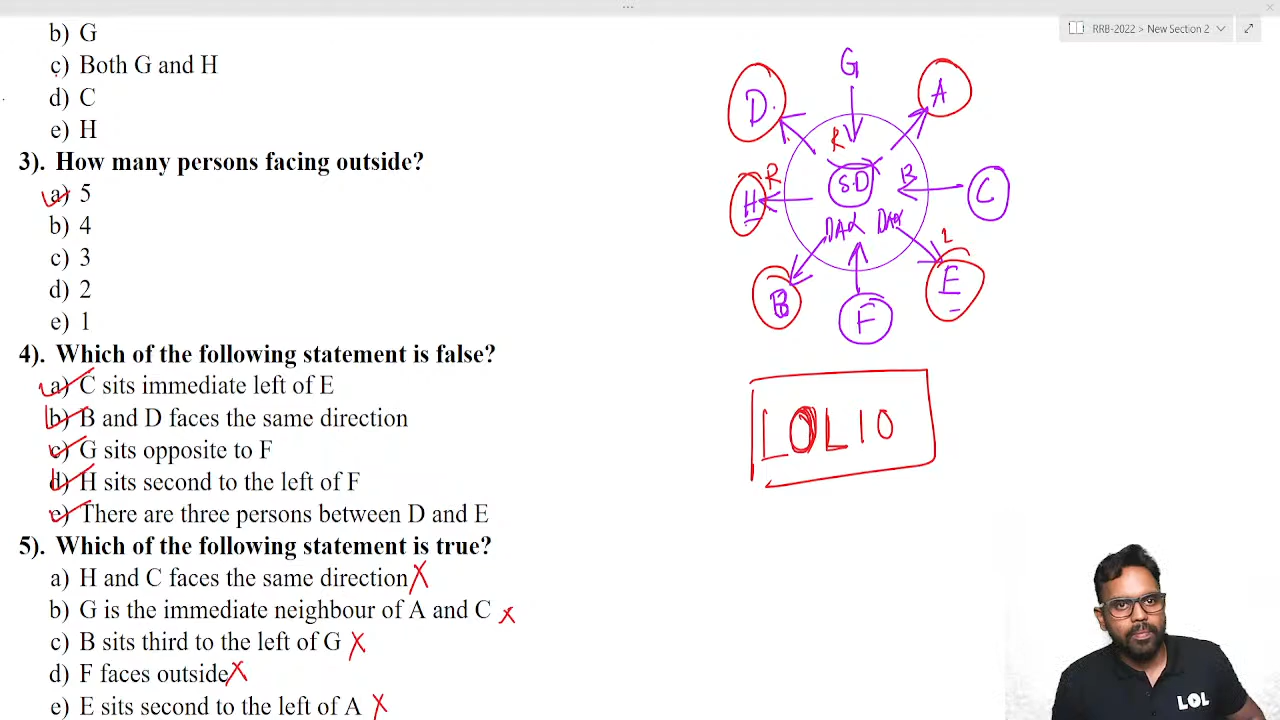 RRB-2022 > New Section 2
b) G
c) Both G and H
d) C
e) H
3). How many persons facing outside?
a) 5
b) 4
c) 3
d) 2
e) 1
4). Which of the following statement is false?
a) C sits immediate left of E
b) B and D faces the same direction
c) G sits opposite to F
d) H sits second to the left of F
e) There are three persons between D and E
5). Which of the following statement is true?
a) H and C faces the same direction X
b) G is the immediate neighbour of A and C X
c) B sits third to the left of G X
d) F faces outside X
e) E sits second to the left of A X
G
D.
A
R
R
S.D
B
H
C
L
B
E
F
LOL10
LOL